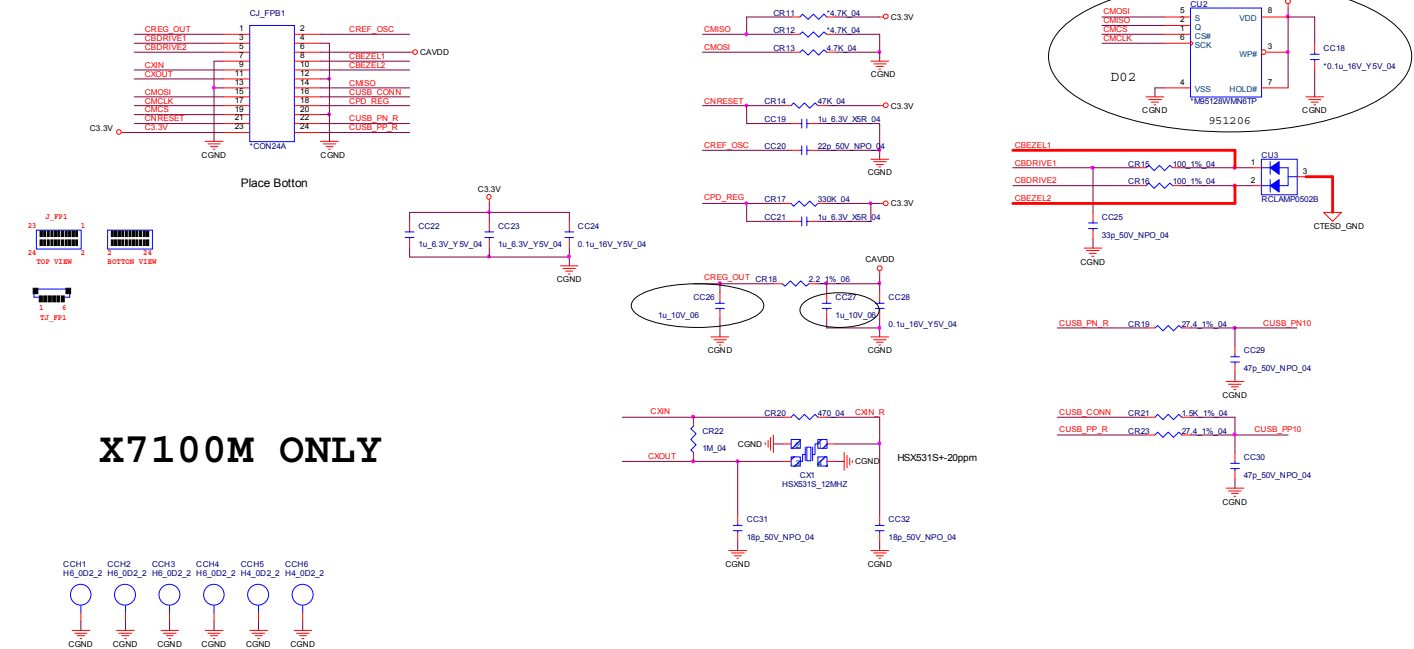 CJ_FPB1
CREG_OUT 1 2 CREF_OSC
CBDRIVE1 3 4
CBDRIVE2 5 6 CAVDD
7 8 CBEZEL1
CXIN 9 10 CBEZEL2
CXOUT 11 12
13 14 CMISO
CMOSI 15 16 CUSB_CONN
CMCLK 17 18 CPD_REG
CMCS 19 20
CNRESET 21 22 CUSB_PN_R
C3.3V C3.3V 23 24 CUSB_PP_R
CGND *CON24A CGND
Place Botton
J_FP1
23 1
24 2
TOP VIEW
2 24
BOTTON VIEW
1 6
TJ_FP1
C3.3V
CC22
1u_6.3V_Y5V_04
CC23
1u_6.3V_Y5V_04
CC24
0.1u_16V_Y5V_04
CGND
X7100M ONLY
CCH1
H6_0D2_2
CGND
CCH2
H6_0D2_2
CGND
CCH3
H6_0D2_2
CGND
CCH4
H6_0D2_2
CGND
CCH5
H4_0D2_2
CGND
CCH6
H4_0D2_2
CGND
CR11 *4.7K_04 C3.3V
CMISO CR12 *4.7K_04
CMOSI CR13 4.7K_04
CGND
CNRESET CR14 47K_04 C3.3V
CC19 1u_6.3V_X5R_04
CREF_OSC CC20 22p_50V_NPO_04
CGND
CPD_REG CR17 330K_04 C3.3V
CC21 1u_6.3V_X5R_04
CAVDD
CREG_OUT CR18 2.2_1%_06
CC26
1u_10V_06
CC27
1u_10V_06
CC28
0.1u_16V_Y5V_04
CGND CGND
CXIN CR20 470_04 CXIN_R
CR22
1M_04
CGND
CXOUT
CGND
CX1
HSX531S_12MHZ
HSX531S+-20ppm
CC31
18p_50V_NPO_04
CGND
CC32
18p_50V_NPO_04
CGND
CU2
CMOSI 5 S VDD 8
CMISO 2 Q
CMCS 1 CS#
CMCLK 6 SCK
WP# 3
4 VSS HOLD# 7
*M95128WMN6TP
CC18
*0.1u_16V_Y5V_04
D02
CGND CGND
951206
CBEZEL1
CBDRIVE1 CR15 100_1%_04 1
CBDRIVE2 CR16 100_1%_04 2
CBEZEL2
CU3
3
RCLAMP0502B
CTESD_GND
CC25
33p_50V_NPO_04
CGND
CUSB_PN_R CR19 27.4_1%_04 CUSB_PN10
CC29
47p_50V_NPO_04
CGND
CUSB_CONN CR21 1.5K_1%_04
CUSB_PP_R CR23 27.4_1%_04 CUSB_PP10
CC30
47p_50V_NPO_04
CGND